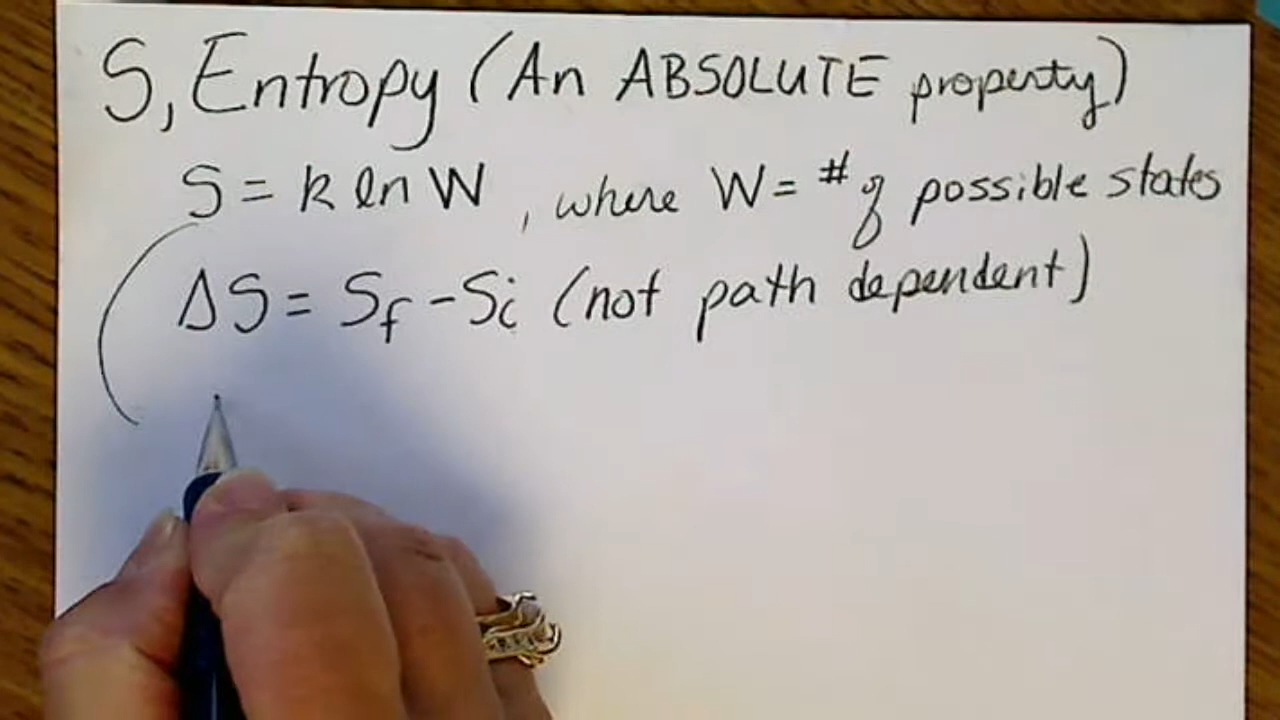 S, Entropy (An ABSOLUTE property)
S = k ln W, where W = # of possible states
ΔS = Sf - Si (not path dependent)